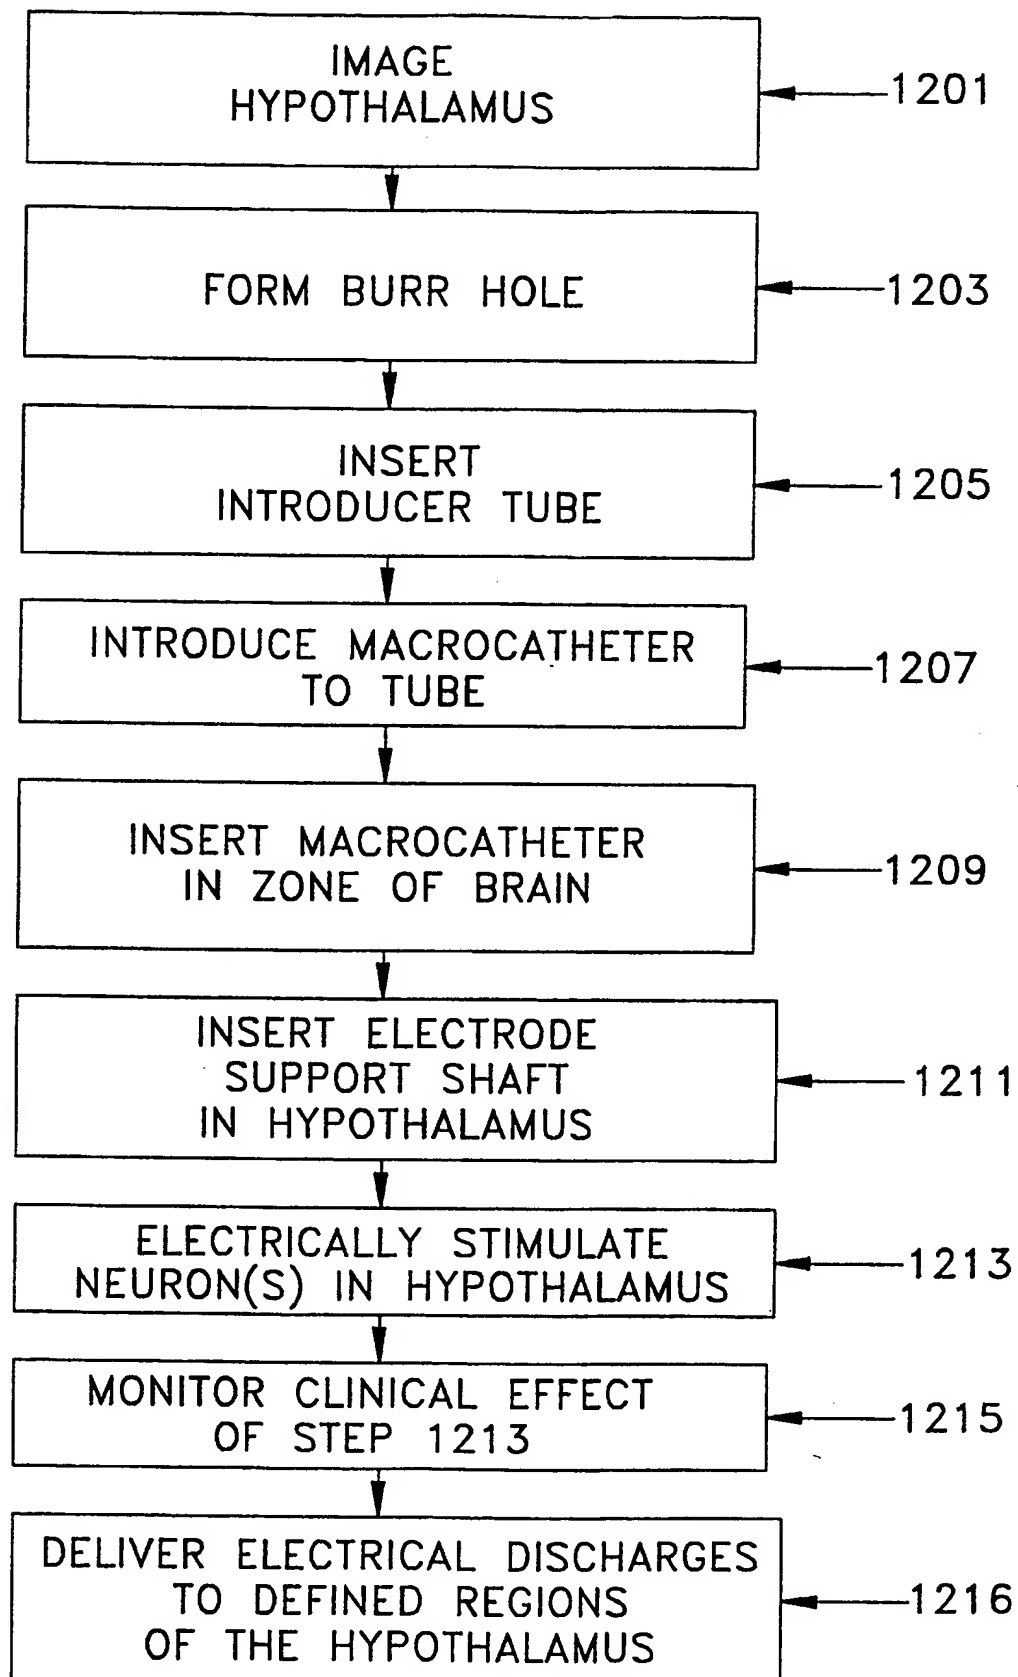 IMAGE
HYPOTHALAMUS
1201
FORM BURR HOLE
1203
INSERT
INTRODUCER TUBE
1205
INTRODUCE MACROCATHETER
TO TUBE
1207
INSERT MACROCATHETER
IN ZONE OF BRAIN
1209
INSERT ELECTRODE
SUPPORT SHAFT
IN HYPOTHALAMUS
1211
ELECTRICALLY STIMULATE
NEURON(S) IN HYPOTHALAMUS
1213
MONITOR CLINICAL EFFECT
OF STEP 1213
1215
DELIVER ELECTRICAL DISCHARGES
TO DEFINED REGIONS
OF THE HYPOTHALAMUS
1216